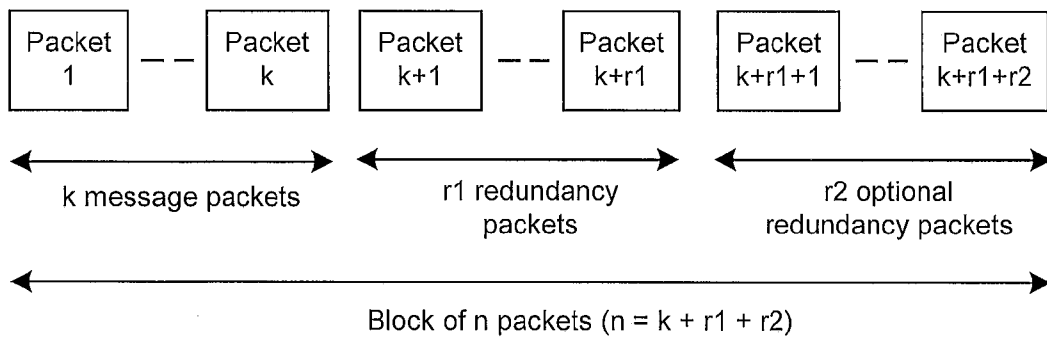 Packet
1
Packet
k
Packet
k+1
Packet
k+r1
Packet
k+r1+1
Packet
k+r1+r2
k message packets
r1 redundancy
packets
r2 optional
redundancy packets
Block of n packets (n = k + r1 + r2)